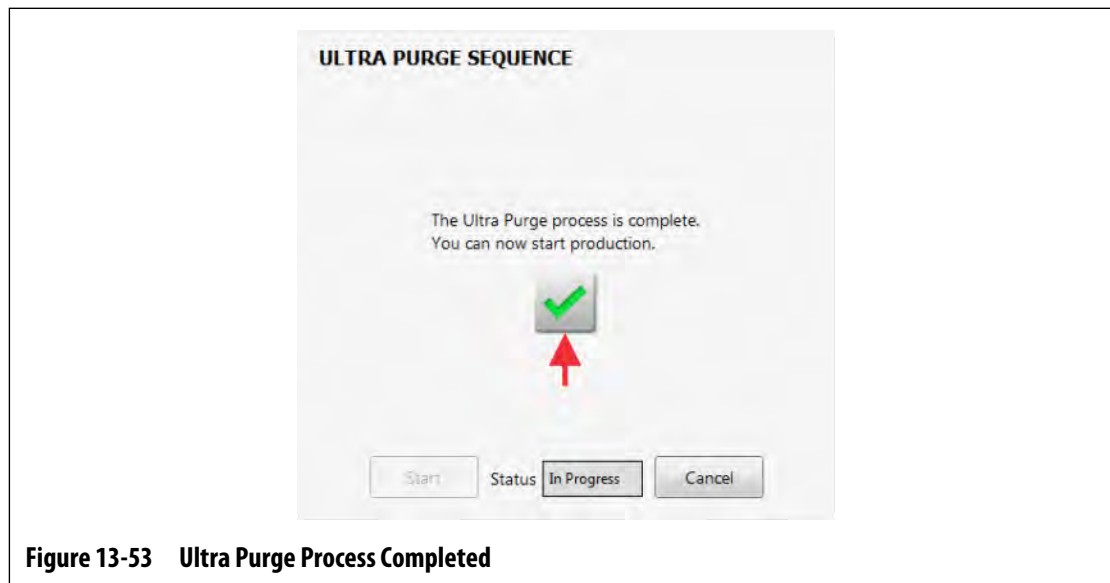 ULTRA PURGE SEQUENCE
The Ultra Purge process is complete.
You can now start production.
Start Status In Progress Cancel
Figure 13-53 Ultra Purge Process Completed